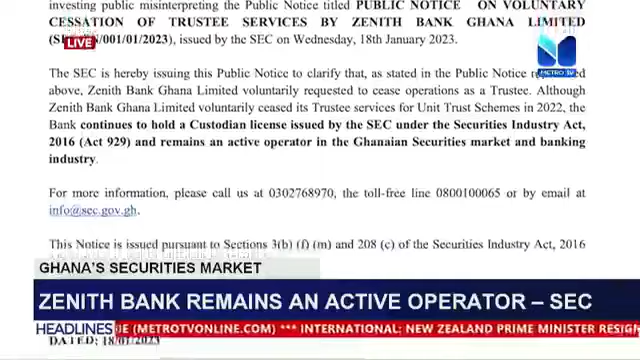 investing public misinterpreting the Public Notice titled PUBLIC NOTICE ON VOLUNTARY
CESSATION OF TRUSTEE SERVICES BY ZENITH BANK GHANA LIMITED
/001/01/2023), issued by the SEC on Wednesday, 18th January 2023.
LIVE
METRO TV
The SEC is hereby issuing this Public Notice to clarify that, as stated in the Public Notice
above, Zenith Bank Ghana Limited voluntarily requested to cease operations as a Trustee. Although
Zenith Bank Ghana Limited voluntarily ceased its Trustee services for Unit Trust Schemes in 2022, the
Bank continues to hold a Custodian license issued by the SEC under the Securities Industry Act,
2016 (Act 929) and remains an active operator in the Ghanaian Securities market and banking
industry.
For more information, please call us at 0302768970, the toll-free line 0800100065 or by email at
info@sec.gov.gh.
This Notice is issued pursuant to Sections 3(b) (f) (m) and 208 (c) of the Securities Industry Act, 2016
GHANA'S SECURITIES MARKET
ZENITH BANK REMAINS AN ACTIVE OPERATOR – SEC
HEADLINES
(METROTVONLINE.COM) *** INTERNATIONAL: NEW ZEALAND PRIME MINISTER RESIG
DATED: 18/01/2023